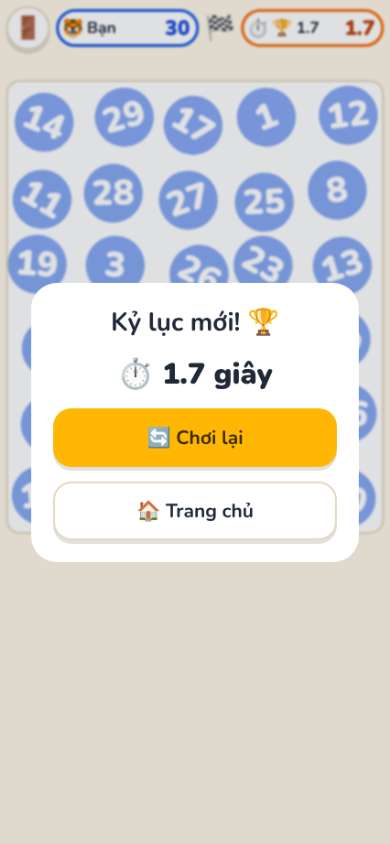 Bạn 30 1.7 1.7
14 29 17 1 12
11 28 27 25 8
19 3 26 23 13
Kỷ lục mới!
1.7 giây
Chơi lại
Trang chủ